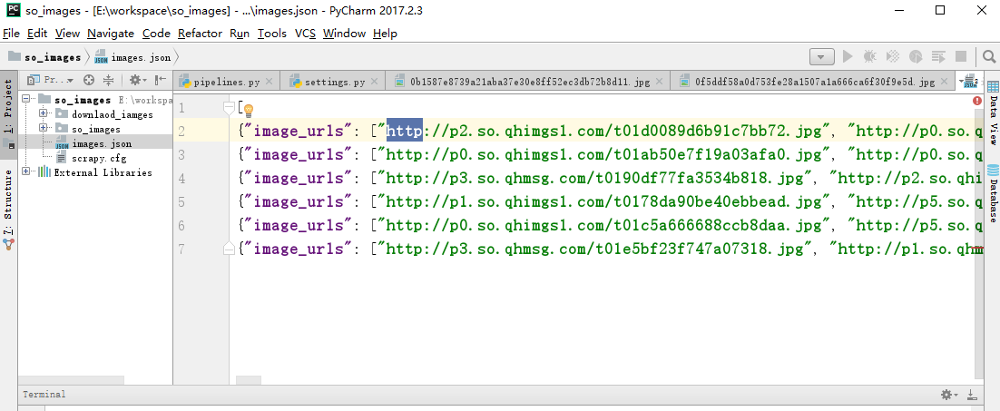 so_images - [E:\workspace\so_images] - ...\images.json - PyCharm 2017.2.3
File Edit View Navigate Code Refactor Run Tools VCS Window Help
so_images images.json
1: Project
Pr...
pipelines.py settings.py 0b1587e8739a21aba37e30e8ff52ec3db72b8d11.jpg 0f5ddf58a0d753fe28a1507a1a666ca6f30f9e5d.jpg
so_images E:\workspa
downlaod_iamges
so_images
images.json
scrapy.cfg
External Libraries
7: Structure
1 [
2 {"image_urls": ["http://p2.so.qhimgs1.com/t01d0089d6b91c7bb72.jpg", "http://p0.so.q
3 {"image_urls": ["http://p0.so.qhimgs1.com/t01ab50e7f19a03afa0.jpg", "http://p0.so.q
4 {"image_urls": ["http://p3.so.qhmsg.com/t0190df77fa3534b818.jpg", "http://p2.so.qhi
5 {"image_urls": ["http://p1.so.qhimgs1.com/t0178da90be40ebbead.jpg", "http://p5.so.q
6 {"image_urls": ["http://p0.so.qhimgs1.com/t01c5a666688ccb8daa.jpg", "http://p5.so.q
7 {"image_urls": ["http://p3.so.qhmsg.com/t01e5bf23f747a07318.jpg", "http://p1.so.qhm
Data View
Database
Terminal